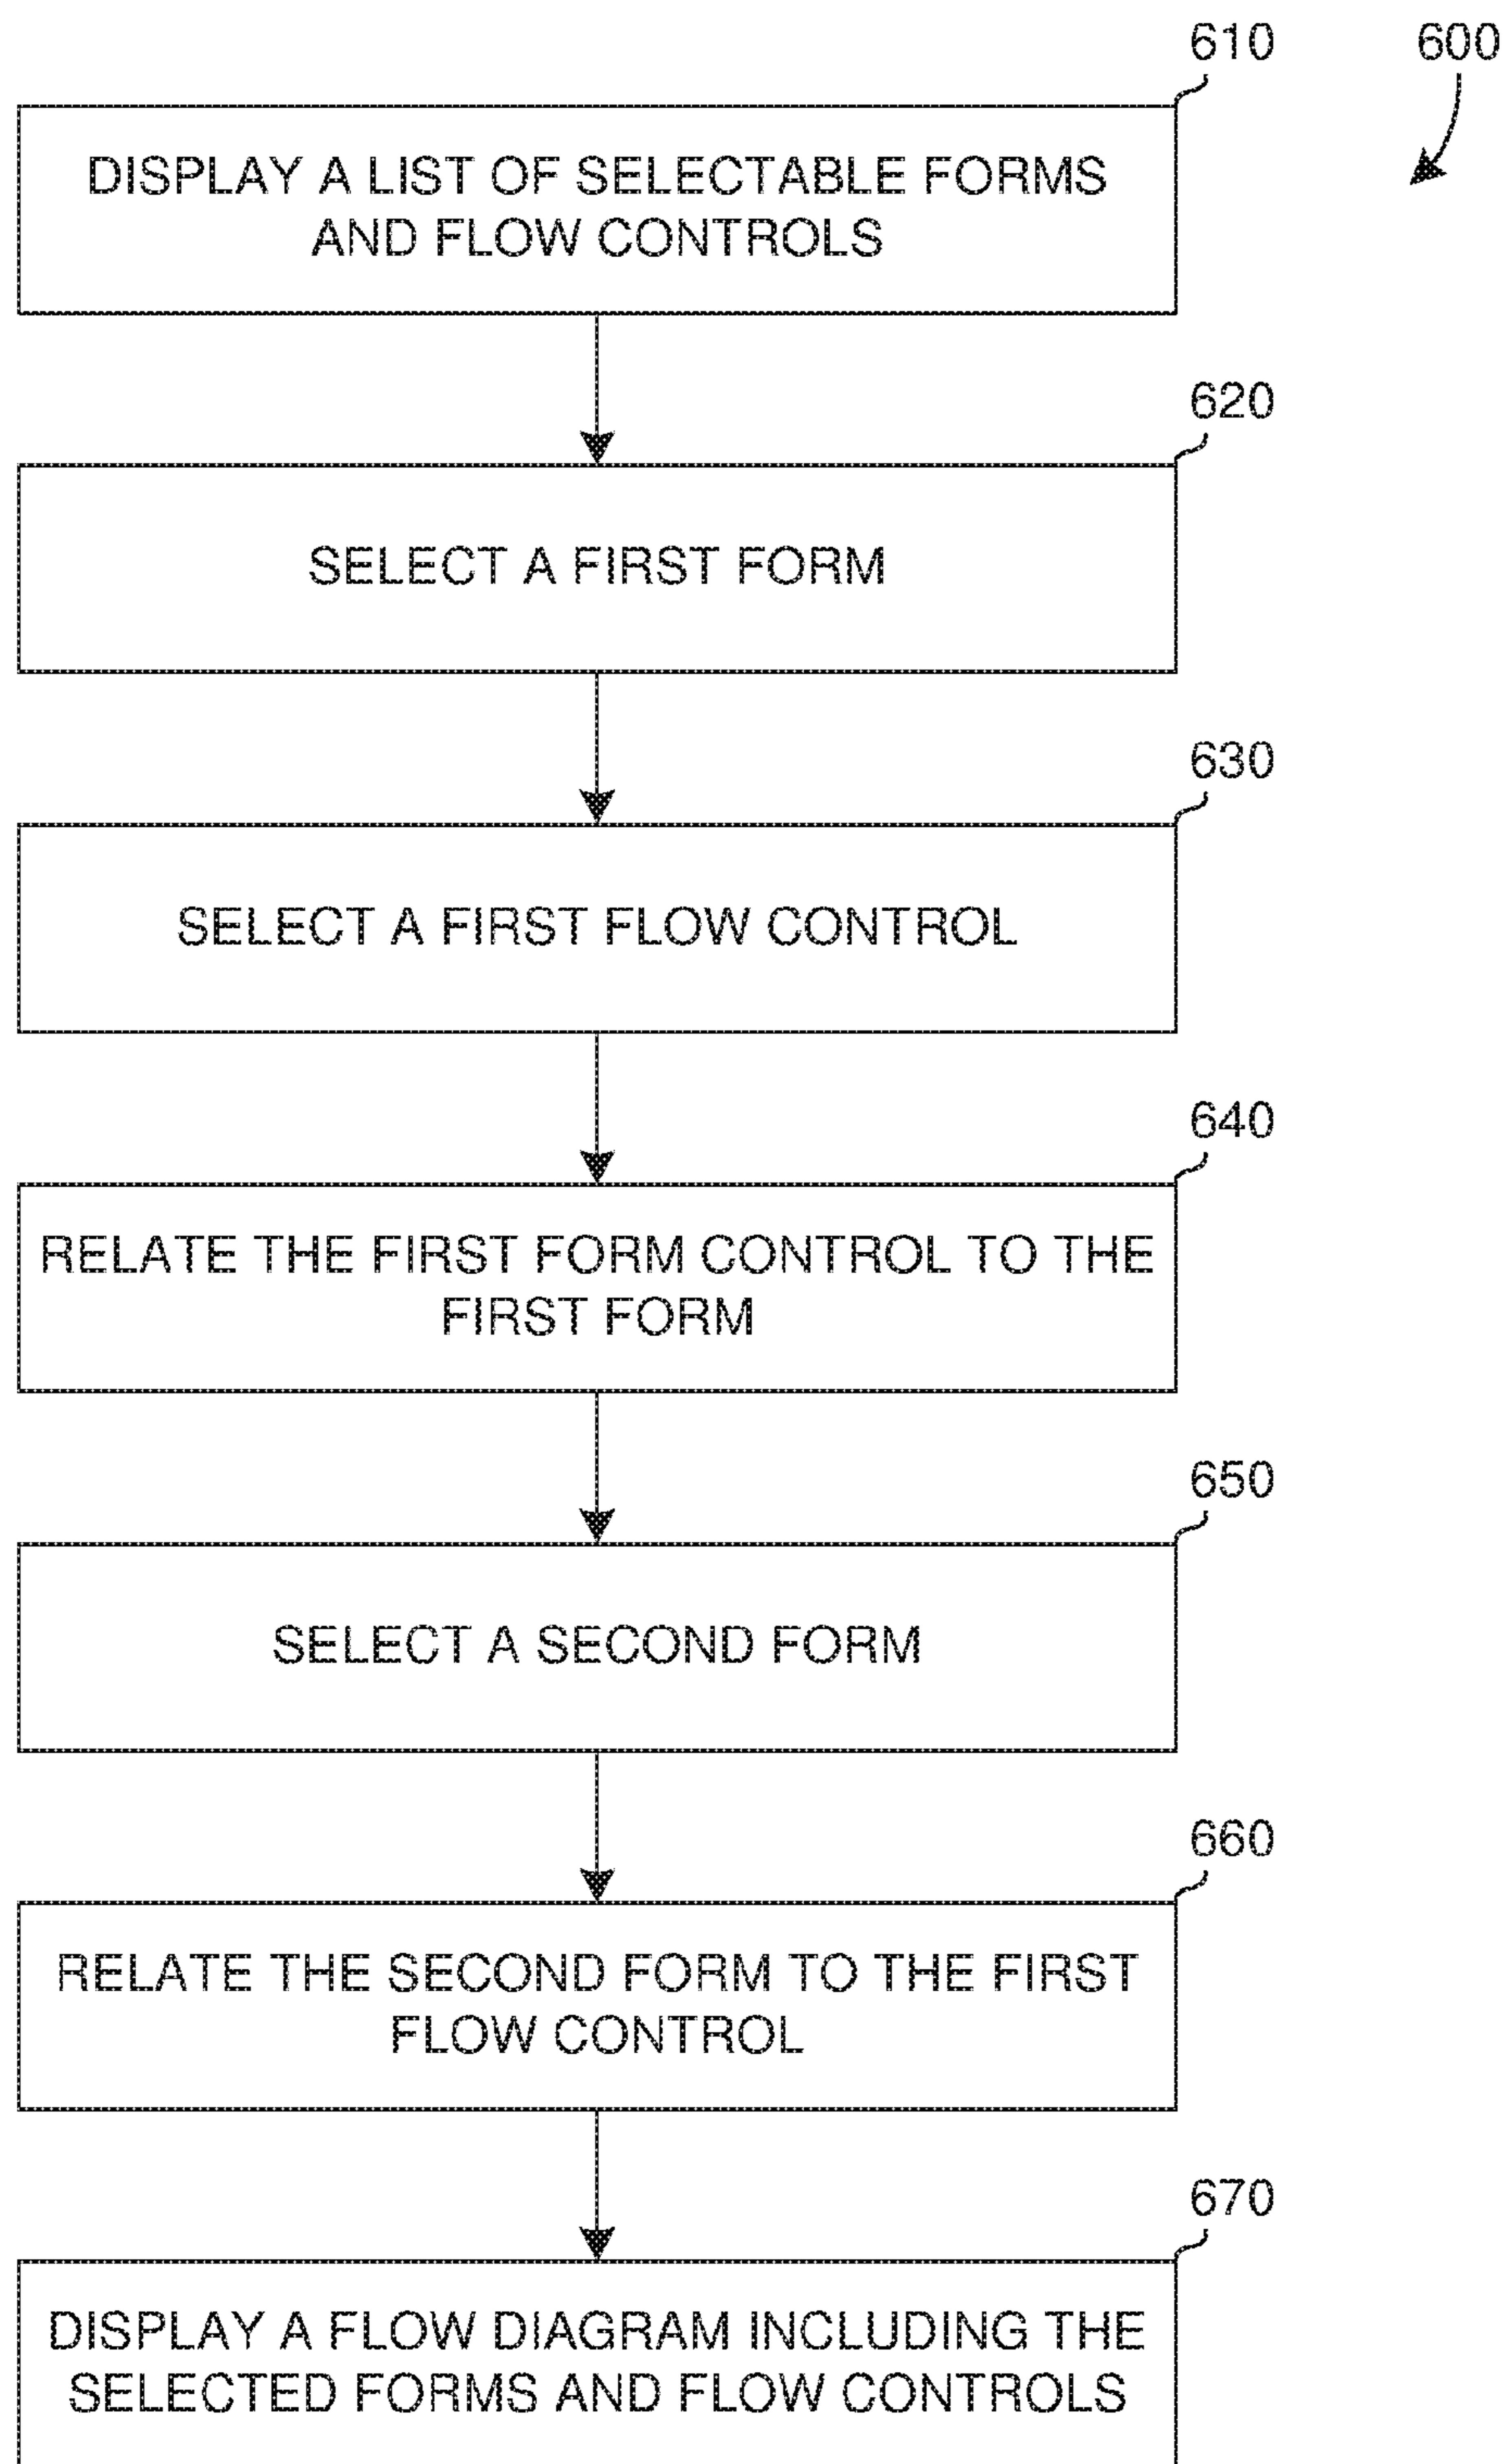 610
600
DISPLAY A LIST OF SELECTABLE FORMS
AND FLOW CONTROLS
620
SELECT A FIRST FORM
630
SELECT A FIRST FLOW CONTROL
640
RELATE THE FIRST FORM CONTROL TO THE
FIRST FORM
650
SELECT A SECOND FORM
660
RELATE THE SECOND FORM TO THE FIRST
FLOW CONTROL
670
DISPLAY A FLOW DIAGRAM INCLUDING THE
SELECTED FORMS AND FLOW CONTROLS